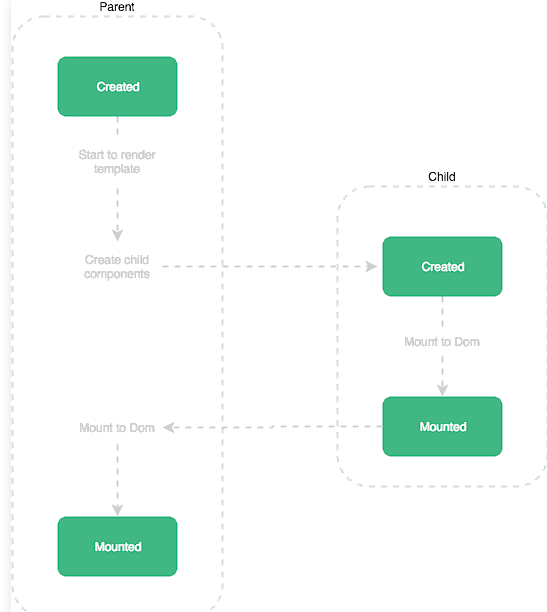 Parent
Created
Start to render
template
Create child
components
Child
Created
Mount to Dom
Mounted
Mount to Dom
Mounted